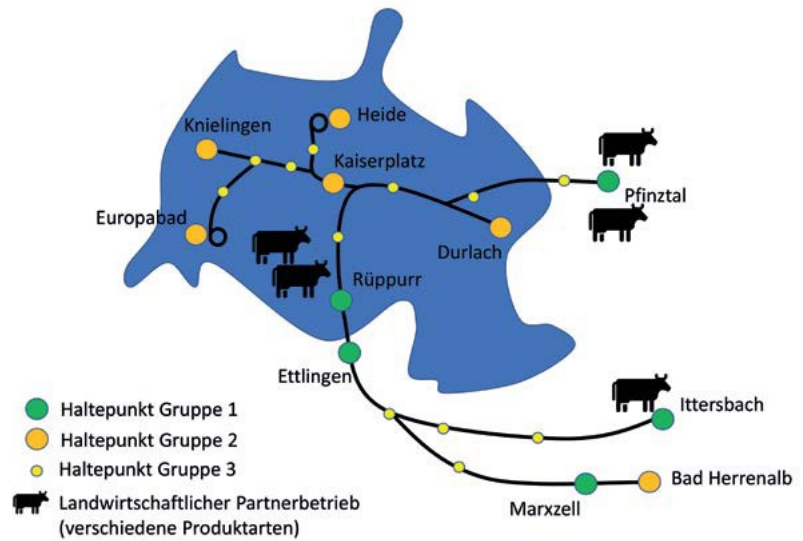 Heide
Knielingen
Kaiserplatz
Pfinztal
Europabad
Durlach
Rüppurr
Ettlingen
Ittersbach
Bad Herrenalb
Marxzell
Haltepunkt Gruppe 1
Haltepunkt Gruppe 2
Haltepunkt Gruppe 3
Landwirtschaftlicher Partnerbetrieb
(verschiedene Produktarten)